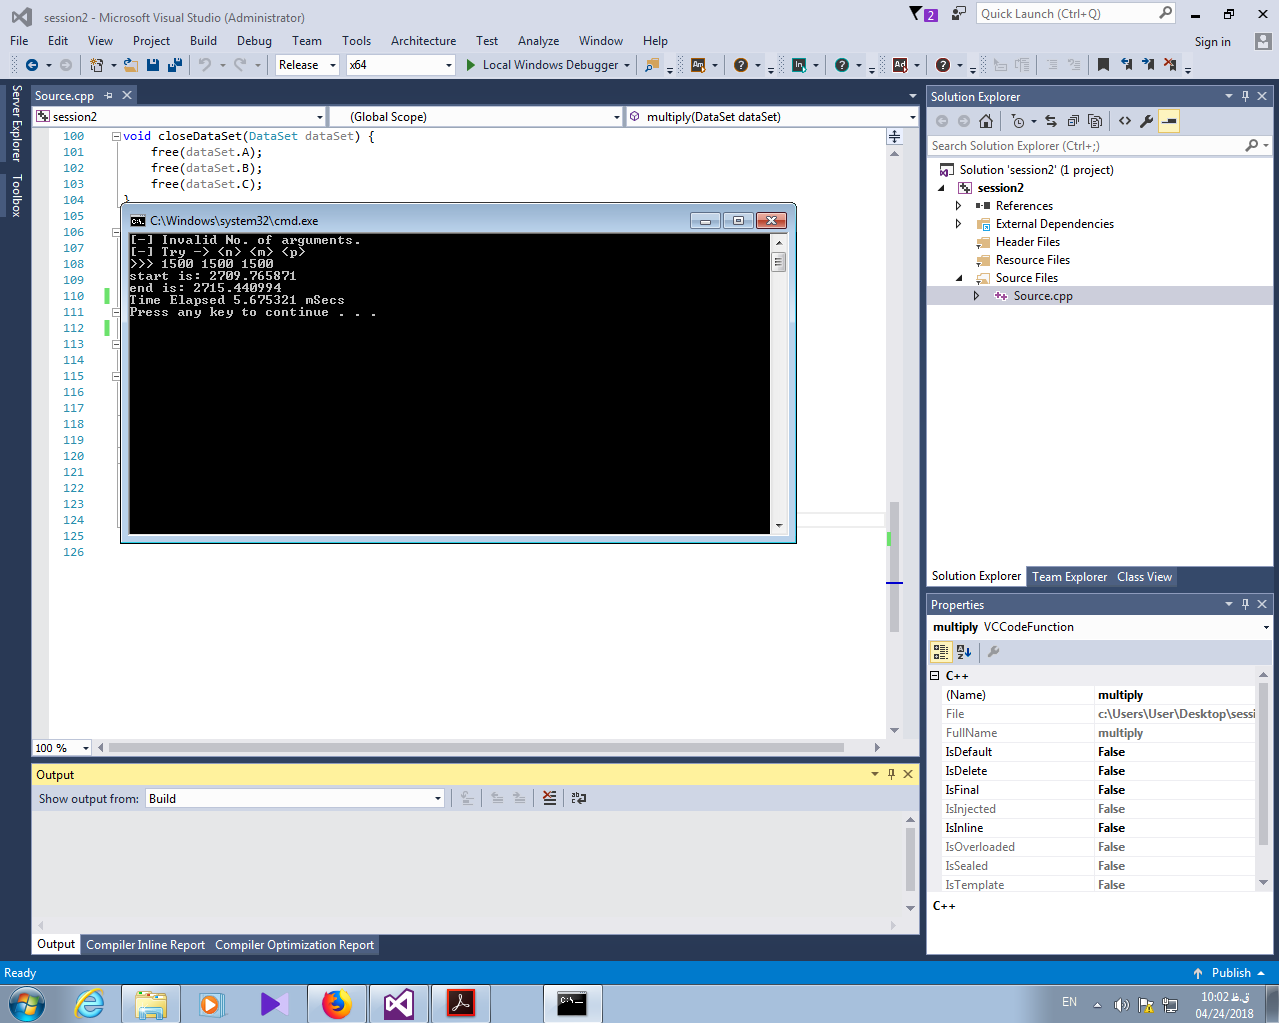 session2 - Microsoft Visual Studio (Administrator)
2
Quick Launch (Ctrl+Q)
File Edit View Project Build Debug Team Tools Architecture Test Analyze Window Help
Sign in
Release x64 Local Windows Debugger
Server Explorer
Toolbox
Source.cpp
session2 (Global Scope) multiply(DataSet dataSet)
100 void closeDataSet(DataSet dataSet) {
101 free(dataSet.A);
102 free(dataSet.B);
103 free(dataSet.C);
104 }
105
106
107
108
109
110
111
112
113
114
115
116
117
118
119
120
121
122
123
124
125
126
C:\Windows\system32\cmd.exe
[-] Invalid No. of arguments.
[-] Try -> <n> <m> <p>
>>> 1500 1500 1500
start is: 2709.765871
end is: 2715.440994
Time Elapsed 5.675321 mSecs
Press any key to continue . . .
100 %
Output
Show output from: Build
Output Compiler Inline Report Compiler Optimization Report
Solution Explorer
Search Solution Explorer (Ctrl+;)
Solution 'session2' (1 project)
session2
References
External Dependencies
Header Files
Resource Files
Source Files
Source.cpp
Solution Explorer Team Explorer Class View
Properties
multiply VCCodeFunction
C++
(Name) multiply
File c:\Users\User\Desktop\sessi
FullName multiply
IsDefault False
IsDelete False
IsFinal False
IsInjected False
IsInline False
IsOverloaded False
IsSealed False
IsTemplate False
C++
Ready
Publish
EN
10:02 ق.ظ
04/24/2018